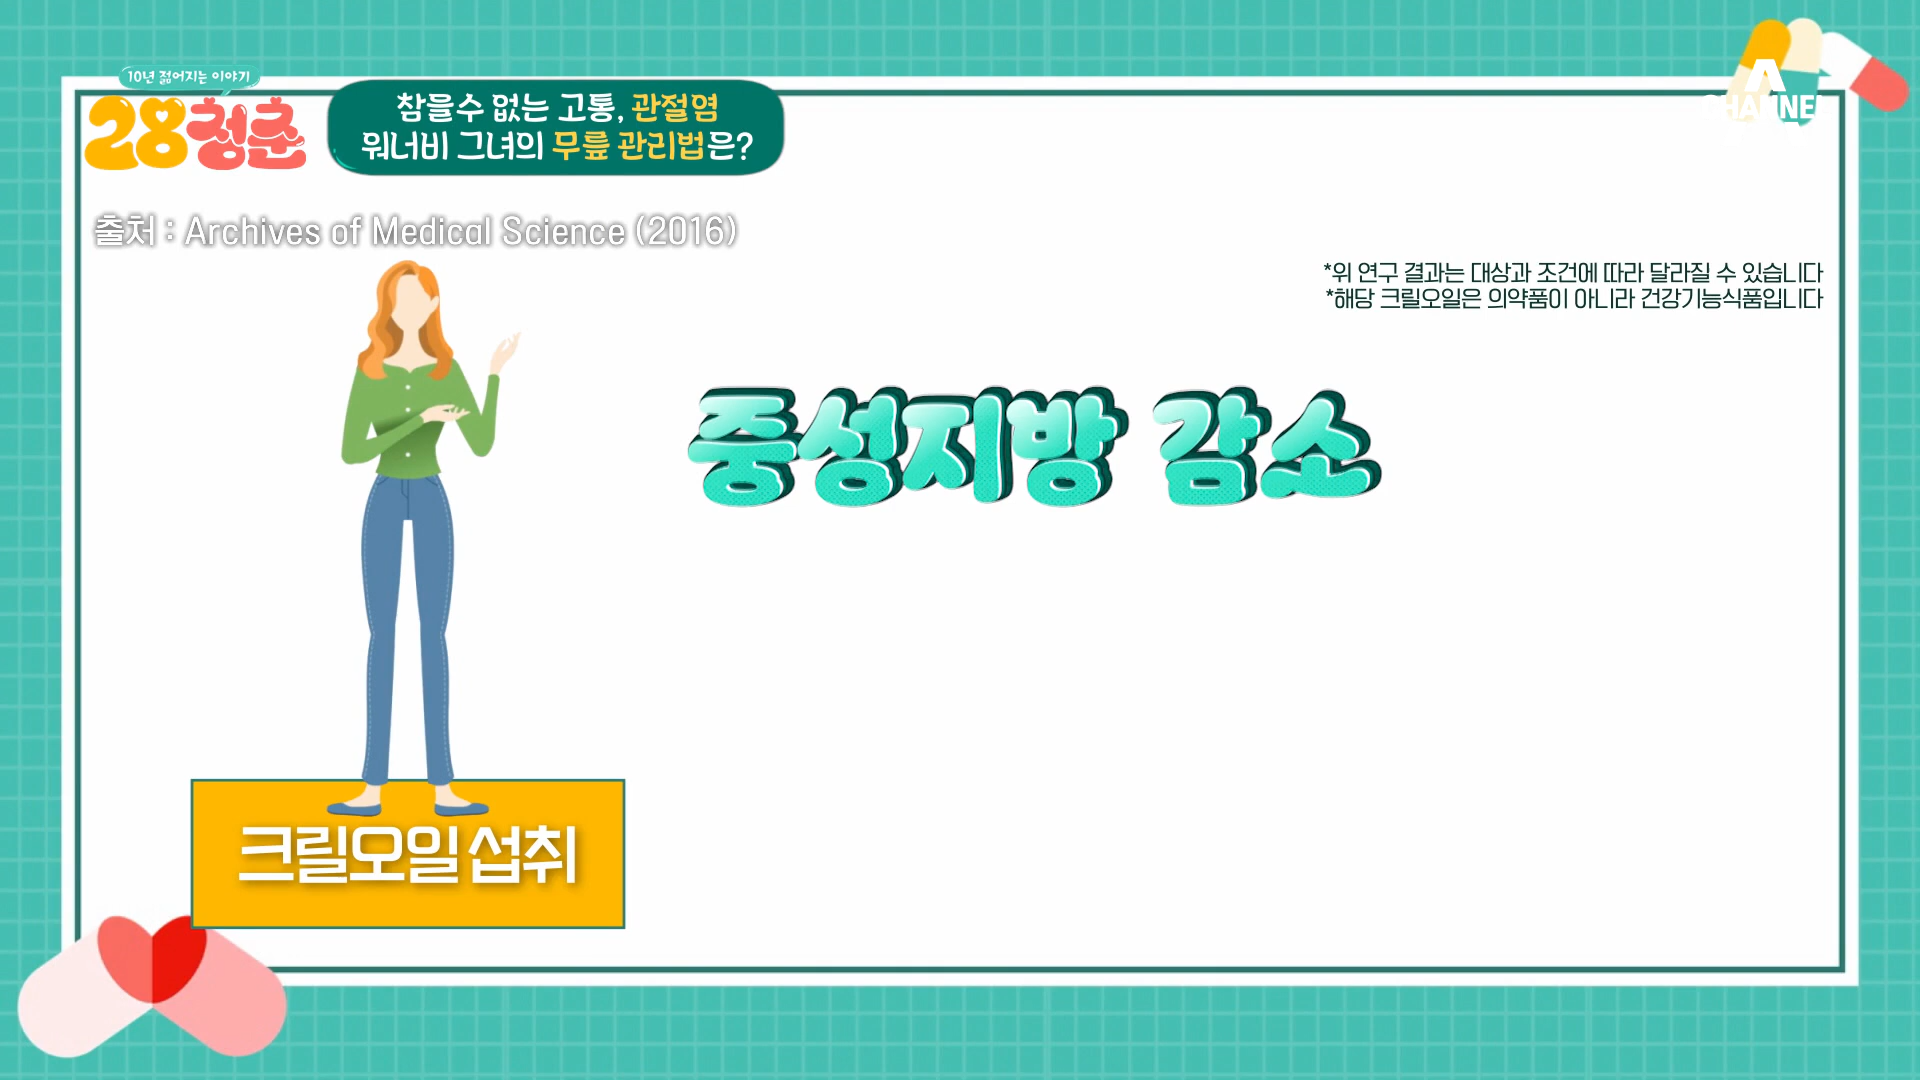 10년 젊어지는 이야기
28청춘
참을수 없는 고통, 관절염
워너비 그녀의 무릎 관리법은?
A
CHANNEL
출처 : Archives of Medical Science (2016)
*위 연구 결과는 대상과 조건에 따라 달라질 수 있습니다
*해당 크릴오일은 의약품이 아니라 건강기능식품입니다
중성지방 감소
크릴오일 섭취